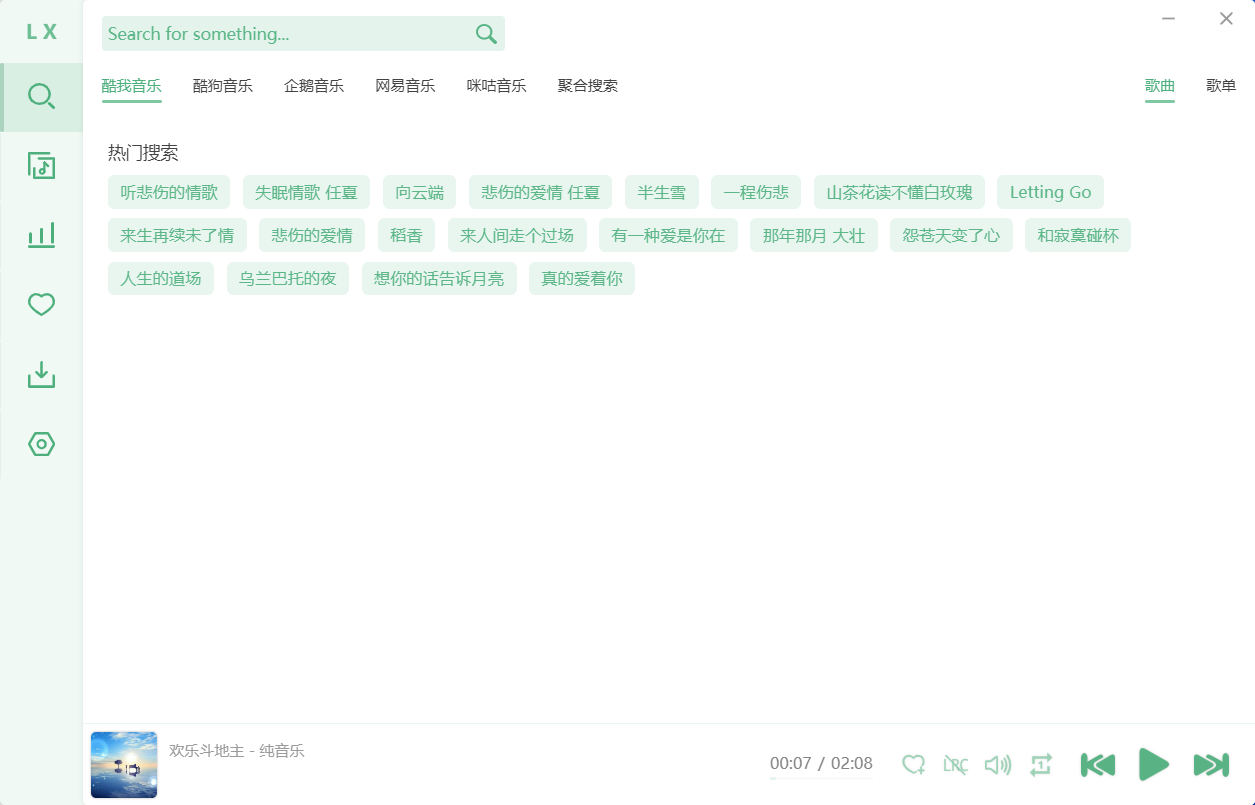 L X
Search for something...
酷我音乐 酷狗音乐 企鹅音乐 网易音乐 咪咕音乐 聚合搜索 歌曲 歌单
热门搜索
听悲伤的情歌 失眠情歌 任夏 向云端 悲伤的爱情 任夏 半生雪 一程伤悲 山茶花读不懂白玫瑰 Letting Go
来生再续未了情 悲伤的爱情 稻香 来人间走个过场 有一种爱是你在 那年那月 大壮 怨苍天变了心 和寂寞碰杯
人生的道场 乌兰巴托的夜 想你的话告诉月亮 真的爱着你
欢乐斗地主 - 纯音乐
00:07 / 02:08 LRC 1